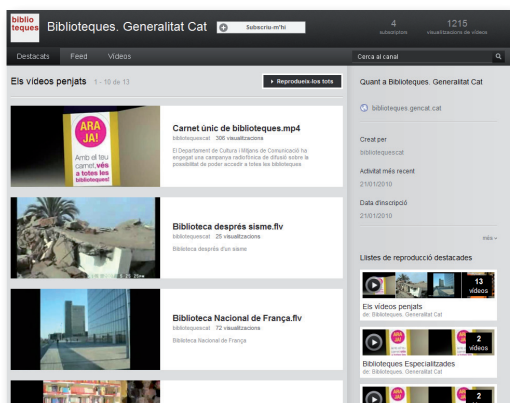 biblio
teques
Biblioteques. Generalitat Cat
Subscriu-m'hi
4
subscriptors
1215
visualitzacions de vídeos
Destacats
Feed
Vídeos
Cerca al canal
Els vídeos penjats
1 - 10 de 13
Reprodueix-los tots
ARA
JA!
Amb el teu
carnet, vés
a totes les
biblioteques!
Carnet únic de biblioteques.mp4
bibliotequescat 306 visualitzacions
El Departament de Cultura i Mitjans de Comunicació ha
engegat una campanya radiofònica de difusió sobre la
possibilitat de poder accedir a totes les biblioteques
Biblioteca després sisme.flv
bibliotequescat 25 visualitzacions
Biblioteca després d'un sisme
Biblioteca Nacional de França.flv
bibliotequescat 72 visualitzacions
Biblioteca Nacional de França
Quant a Biblioteques. Generalitat Cat
biblioteques.gencat.cat
Creat per
bibliotequescat
Activitat més recent
21/01/2010
Data d'inscripció
21/01/2010
més
Llistes de reproducció destacades
13
vídeos
Els vídeos penjats
de: Biblioteques. Generalitat Cat
2
vídeos
Biblioteques Especialitzades
de: Biblioteques. Generalitat Cat
2